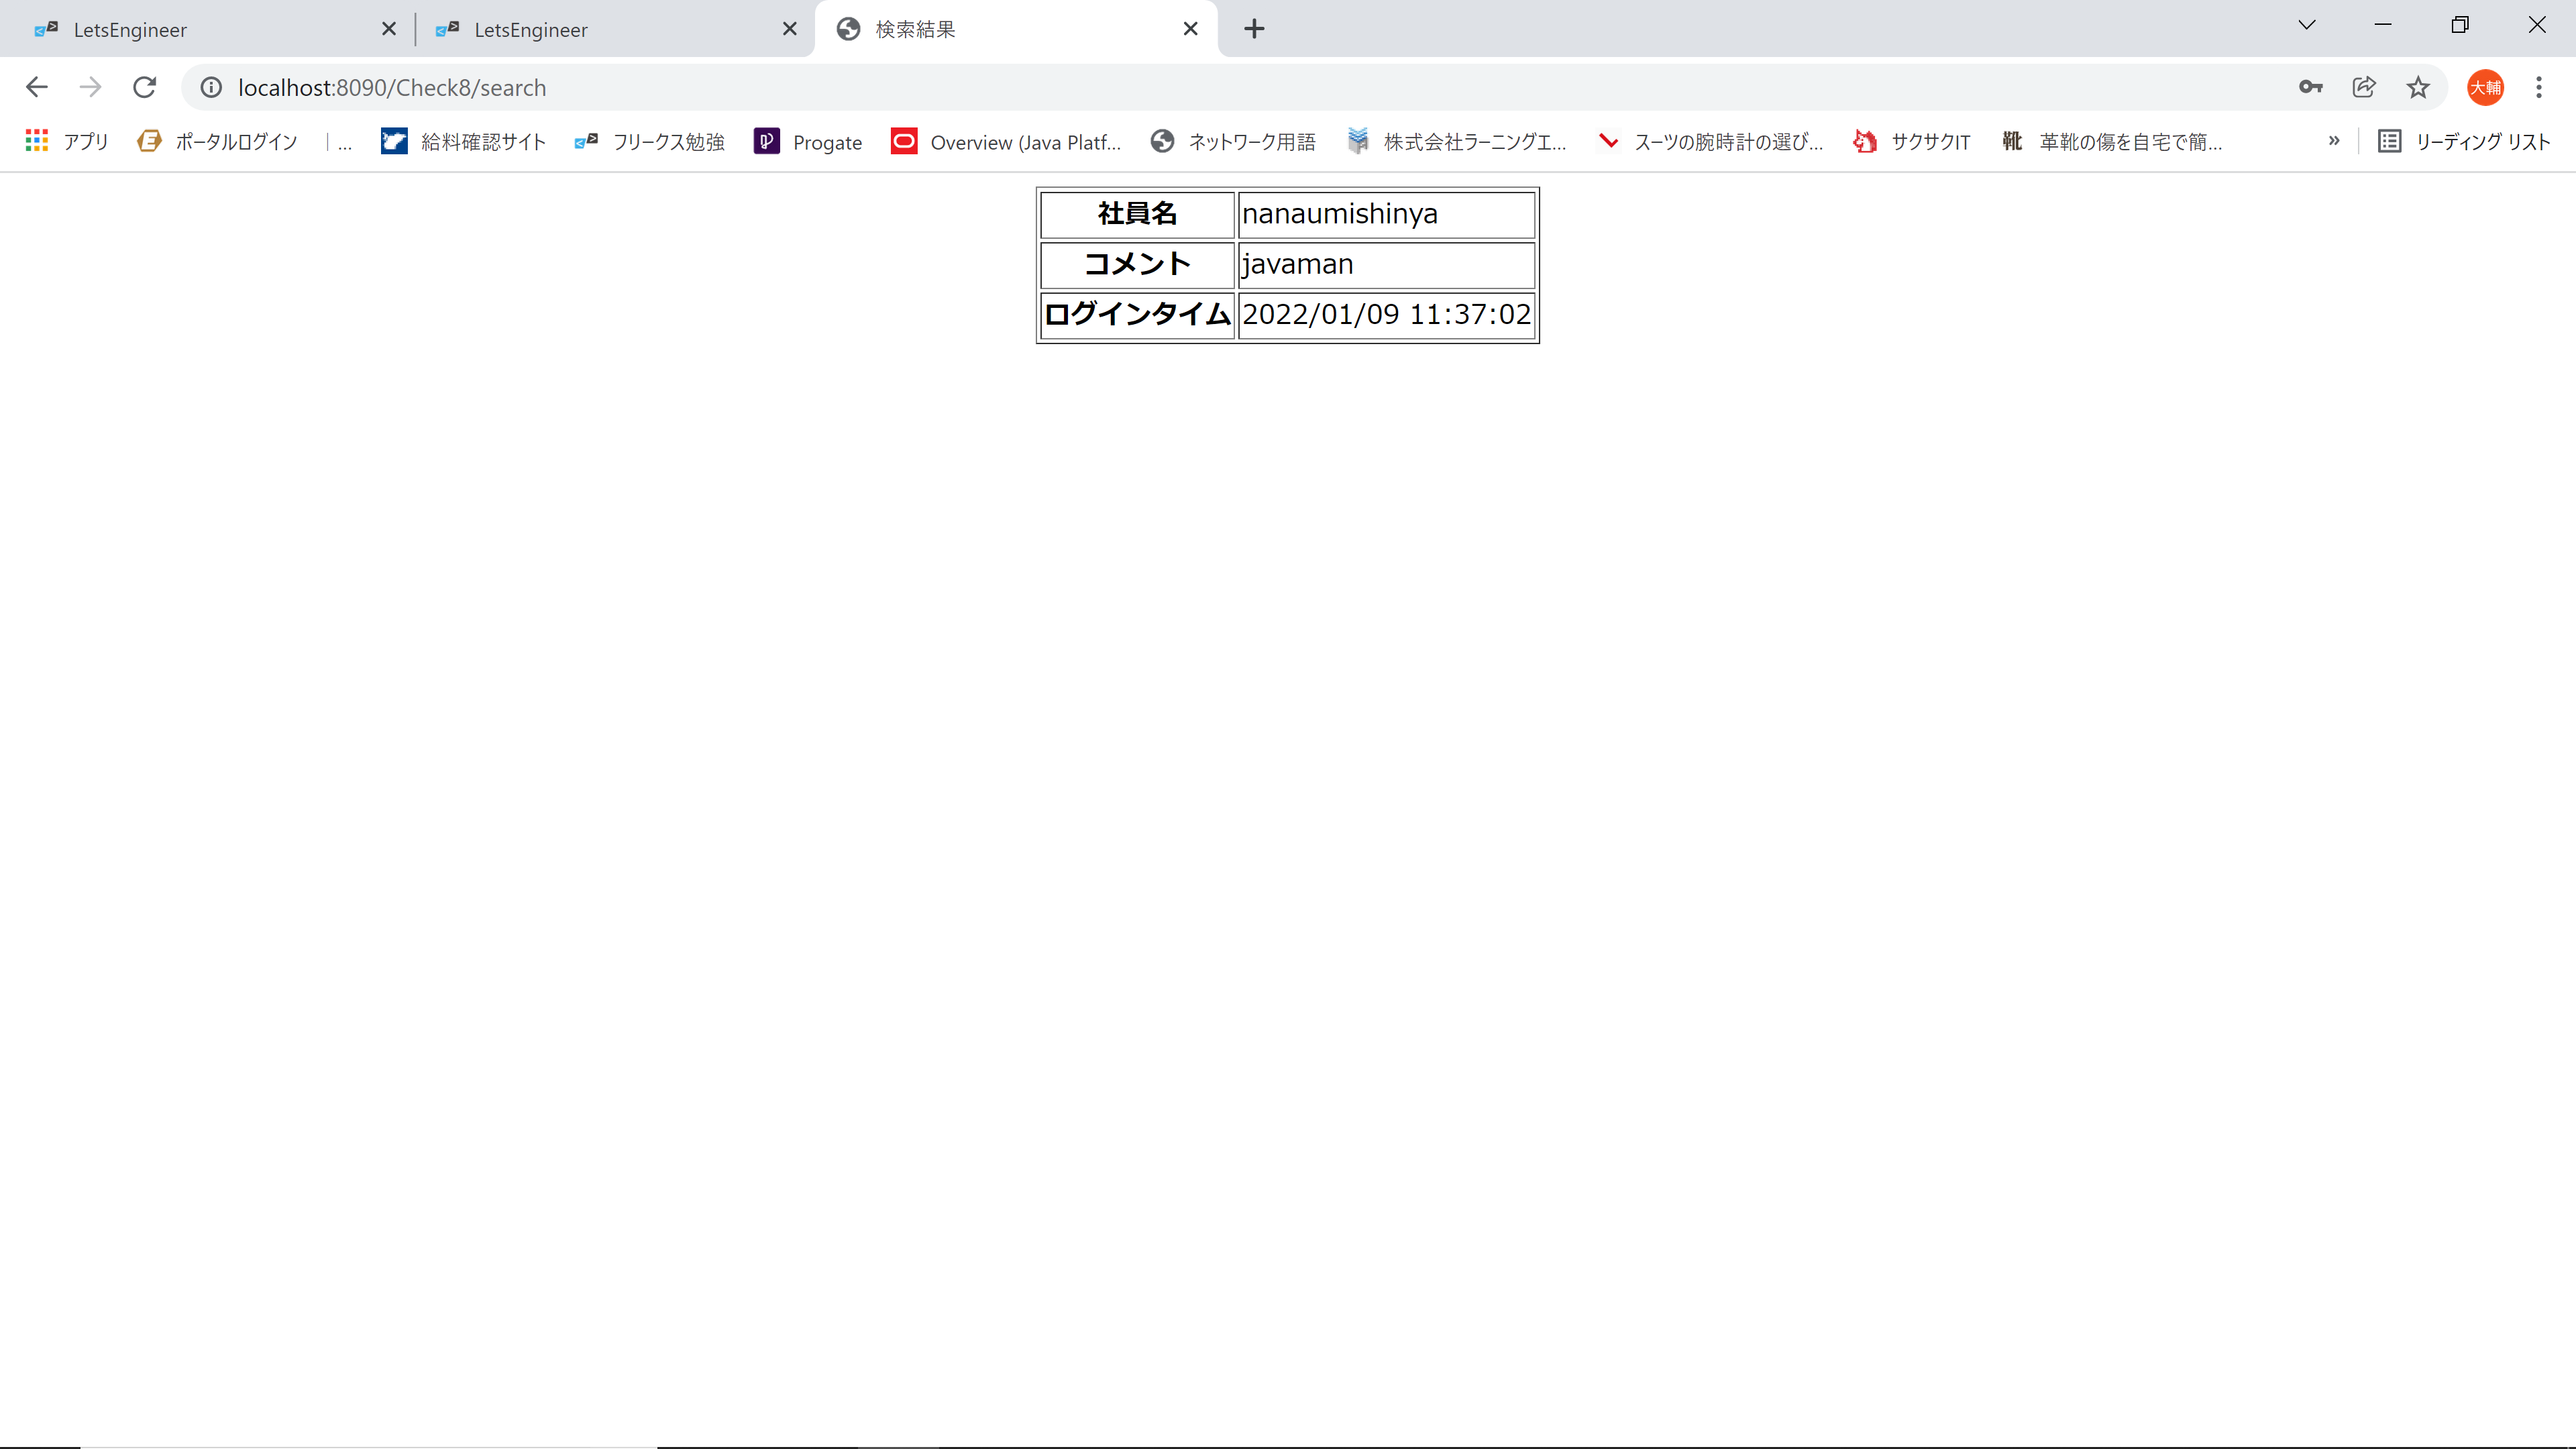 LetsEngineer
LetsEngineer
検索結果
localhost:8090/Check8/search
大輔
アプリ
ポータルログイン | ...
給料確認サイト
フリークス勉強
Progate
Overview (Java Platf...
ネットワーク用語
株式会社ラーニングエ...
スーツの腕時計の選び...
サクサクIT
靴 革靴の傷を自宅で簡...
»
リーディング リスト
社員名 nanaumishinya
コメント javaman
ログインタイム 2022/01/09 11:37:02